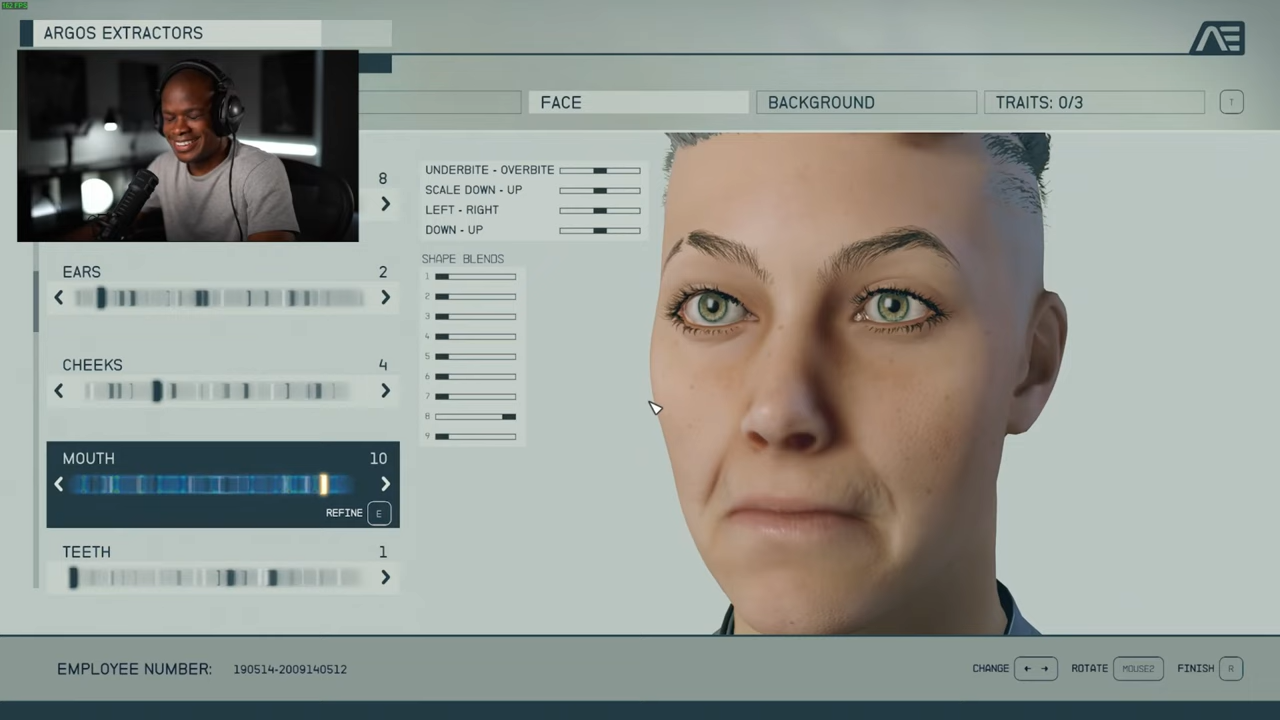 ARGOS EXTRACTORS
AE
FACE
BACKGROUND
TRAITS: 0/3
T
8
UNDERBITE - OVERBITE
SCALE DOWN - UP
LEFT - RIGHT
DOWN - UP
SHAPE BLENDS
1
2
3
4
5
6
7
8
9
EARS 2
CHEEKS 4
MOUTH 10
REFINE E
TEETH 1
EMPLOYEE NUMBER: 190514-2009140512
CHANGE ← → ROTATE MOUSE2 FINISH R